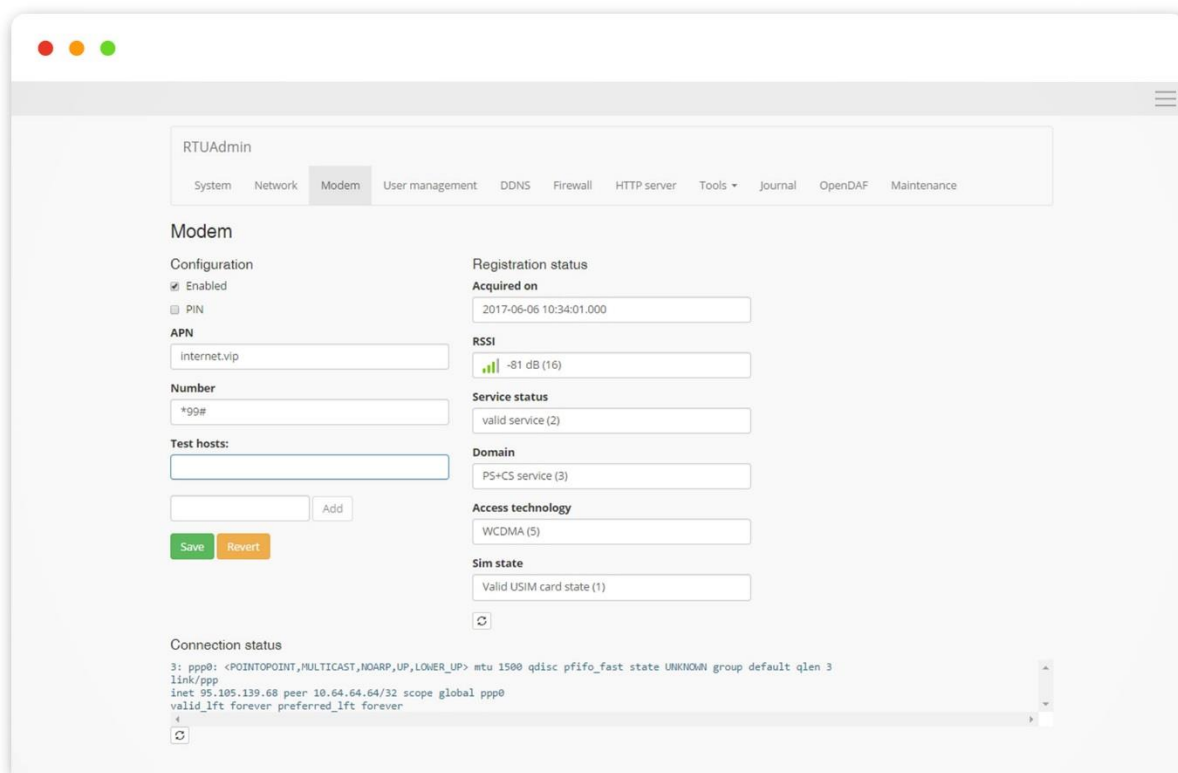 RTUAdmin
System Network Modem User management DDNS Firewall HTTP server Tools Journal OpenDAF Maintenance
Modem
Configuration
Enabled
PIN
APN
internet.vip
Number
*99#
Test hosts:
Add
Save Revert
Registration status
Acquired on
2017-06-06 10:34:01.000
RSSI
-81 dB (16)
Service status
valid service (2)
Domain
PS+CS service (3)
Access technology
WCDMA (5)
Sim state
Valid USIM card state (1)
Connection status
3: ppp0: <POINTOPOINT,MULTICAST,NOARP,UP,LOWER_UP> mtu 1500 qdisc pfifo_fast state UNKNOWN group default qlen 3
link/ppp
inet 95.105.139.68 peer 10.64.64.64/32 scope global ppp0
valid_lft forever preferred_lft forever